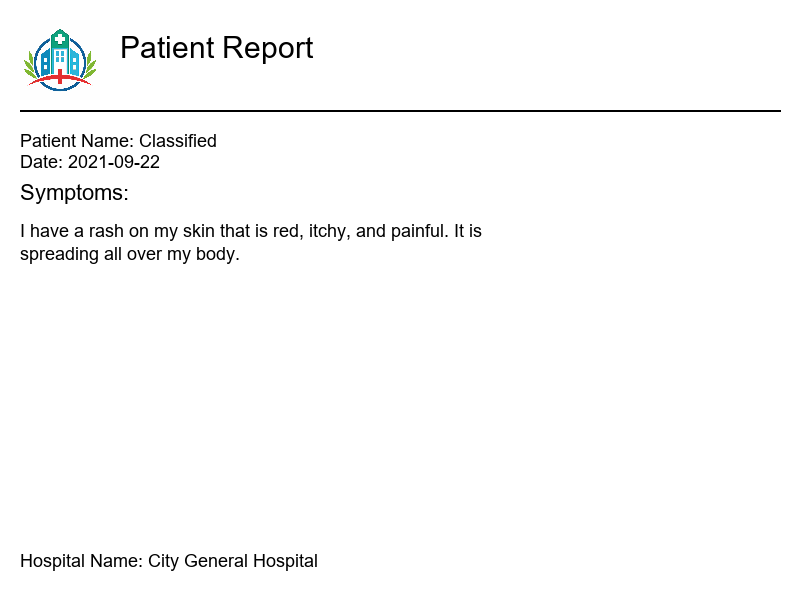 Patient Report
Patient Name: Classified
Date: 2021-09-22
Symptoms:
I have a rash on my skin that is red, itchy, and painful. It is
spreading all over my body.
Hospital Name: City General Hospital